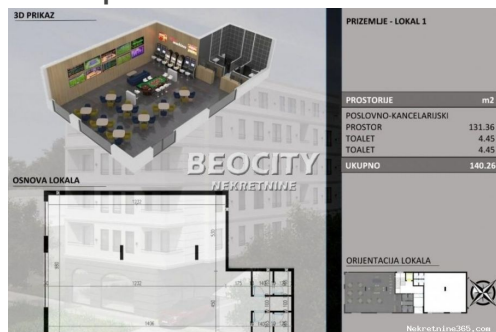 3D PRIKAZ
PRIZEMLJE - LOKAL 1
PROSTORIJE m2
POSLOVNO-KANCELARIJSKI
PROSTOR 131.36
TOALET 4.45
TOALET 4.45
UKUPNO 140.26
BEOCITY
NEKRETNINE
OSNOVA LOKALA
ORIJENTACIJA LOKALA
Nekretnine365.com